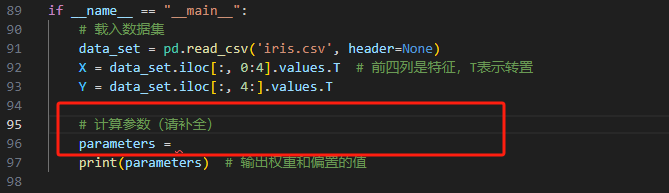 89 if __name__ == "__main__":
90 # 载入数据集
91 data_set = pd.read_csv('iris.csv', header=None)
92 X = data_set.iloc[:, 0:4].values.T # 前四列是特征，T表示转置
93 Y = data_set.iloc[:, 4:].values.T
94
95 # 计算参数（请补全）
96 parameters =
97 print(parameters) # 输出权重和偏置的值
98